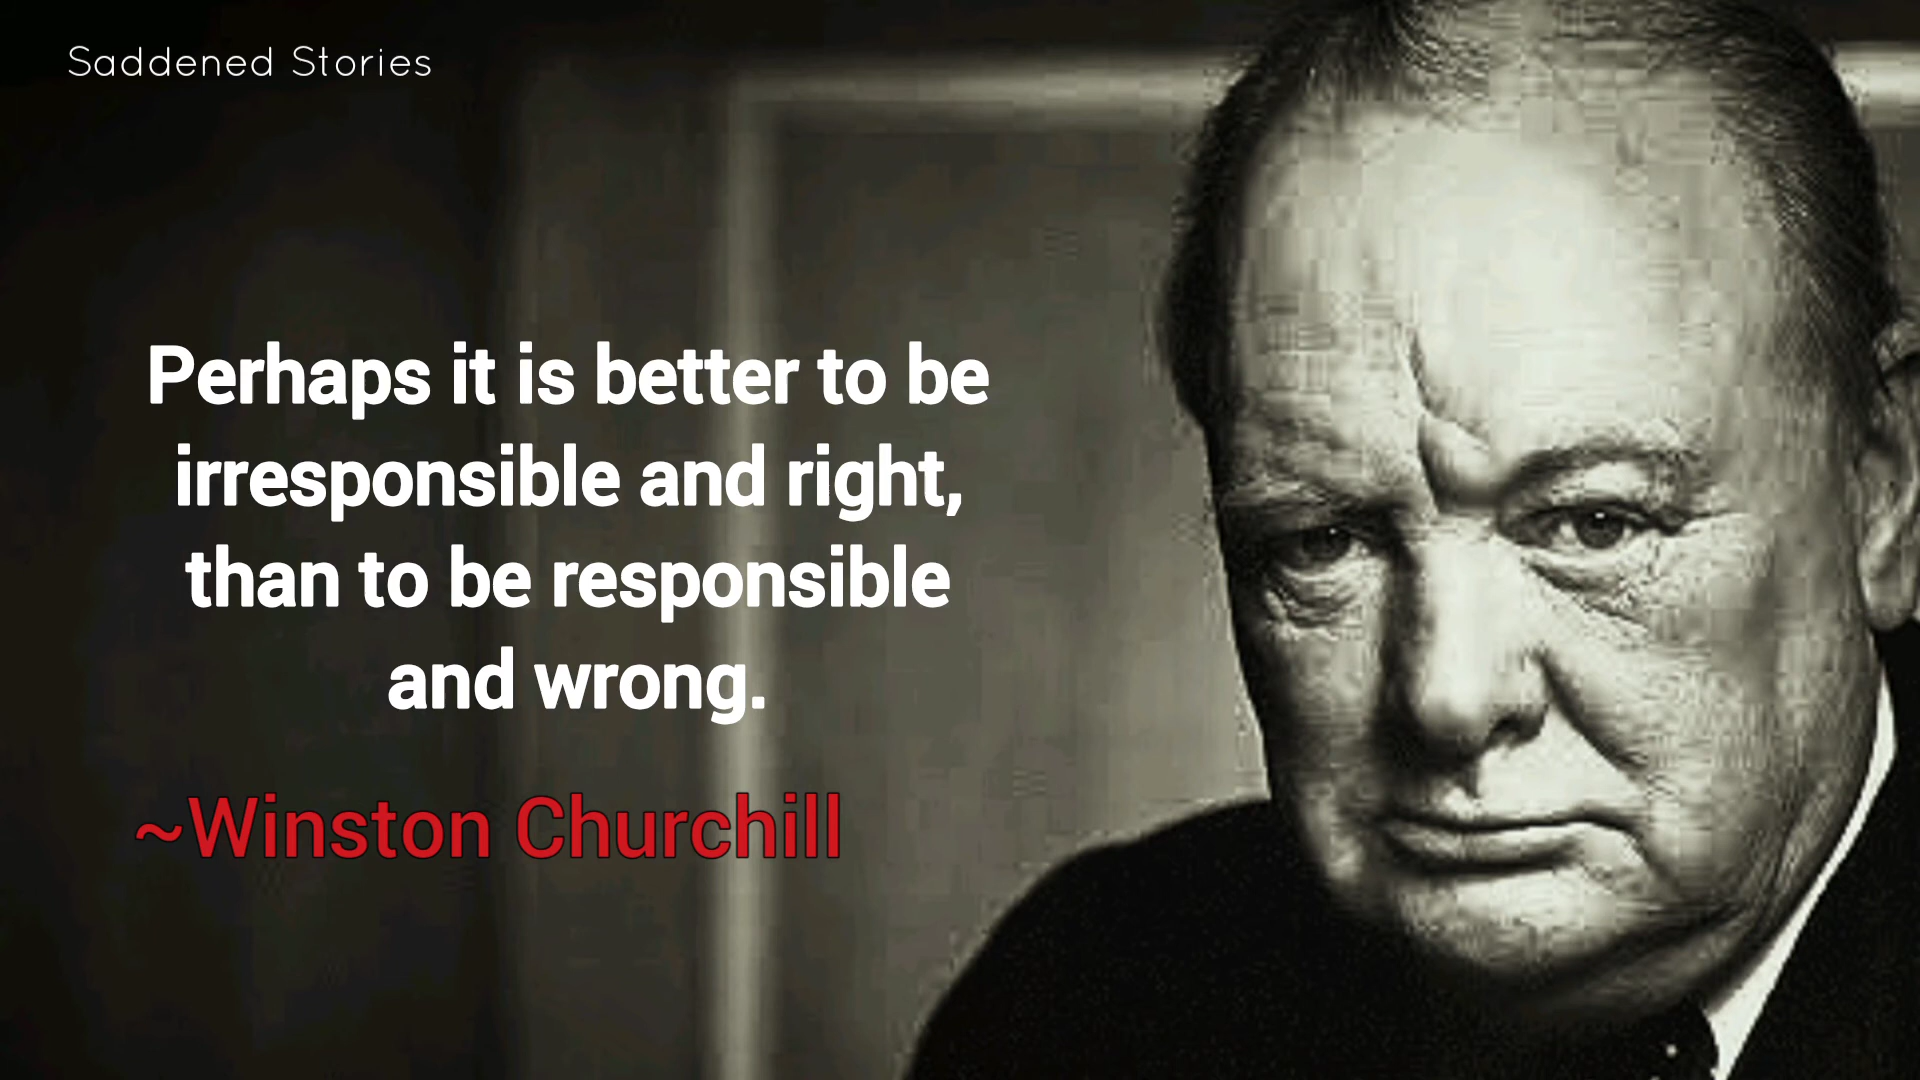 Saddened Stories
Perhaps it is better to be
irresponsible and right,
than to be responsible
and wrong.
~Winston Churchill